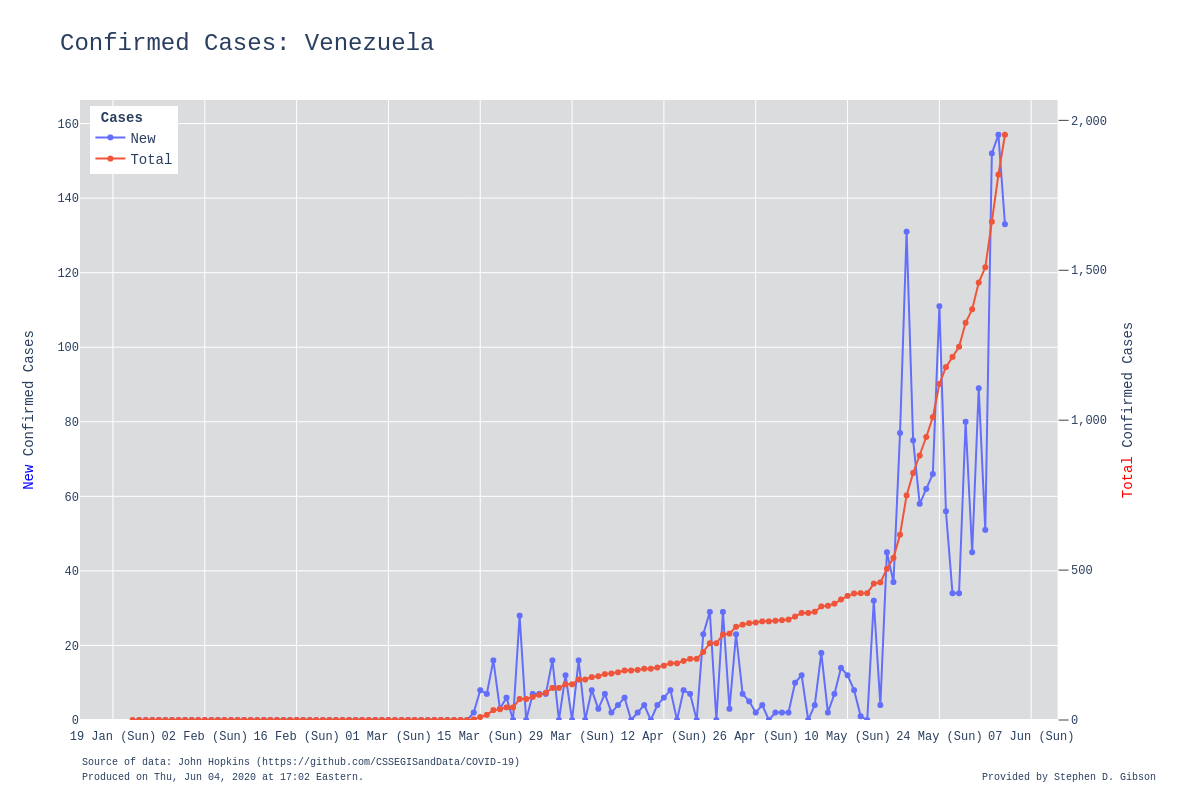 Confirmed Cases: Venezuela
Cases
New
Total
160
140
120
100
80
60
40
20
0
2,000
1,500
1,000
500
0
New Confirmed Cases
Total Confirmed Cases
19 Jan (Sun) 02 Feb (Sun) 16 Feb (Sun) 01 Mar (Sun) 15 Mar (Sun) 29 Mar (Sun) 12 Apr (Sun) 26 Apr (Sun) 10 May (Sun) 24 May (Sun) 07 Jun (Sun)
Source of data: John Hopkins (https://github.com/CSSEGISandData/COVID-19)
Produced on Thu, Jun 04, 2020 at 17:02 Eastern.
Provided by Stephen D. Gibson